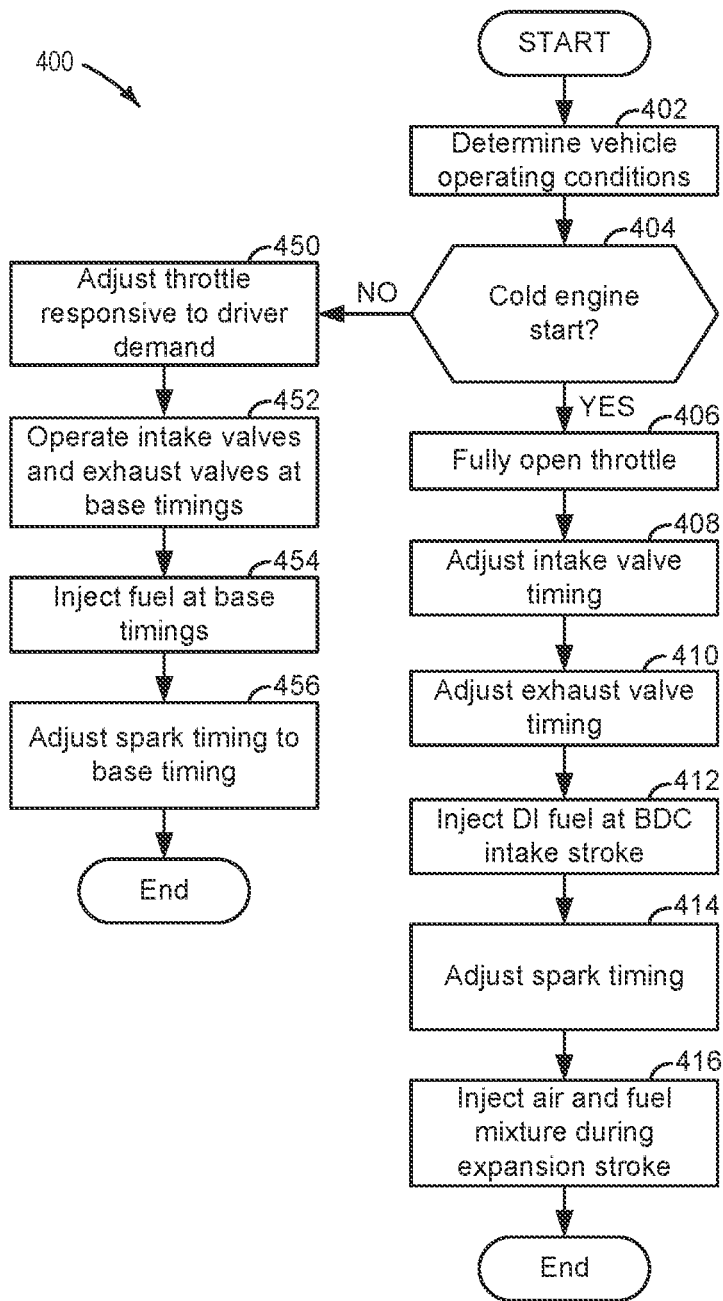 400
START
402
Determine vehicle
operating conditions
404
Cold engine
start?
NO
YES
450
Adjust throttle
responsive to driver
demand
452
Operate intake valves
and exhaust valves at
base timings
454
Inject fuel at base
timings
456
Adjust spark timing to
base timing
End
406
Fully open throttle
408
Adjust intake valve
timing
410
Adjust exhaust valve
timing
412
Inject DI fuel at BDC
intake stroke
414
Adjust spark timing
416
Inject air and fuel
mixture during
expansion stroke
End